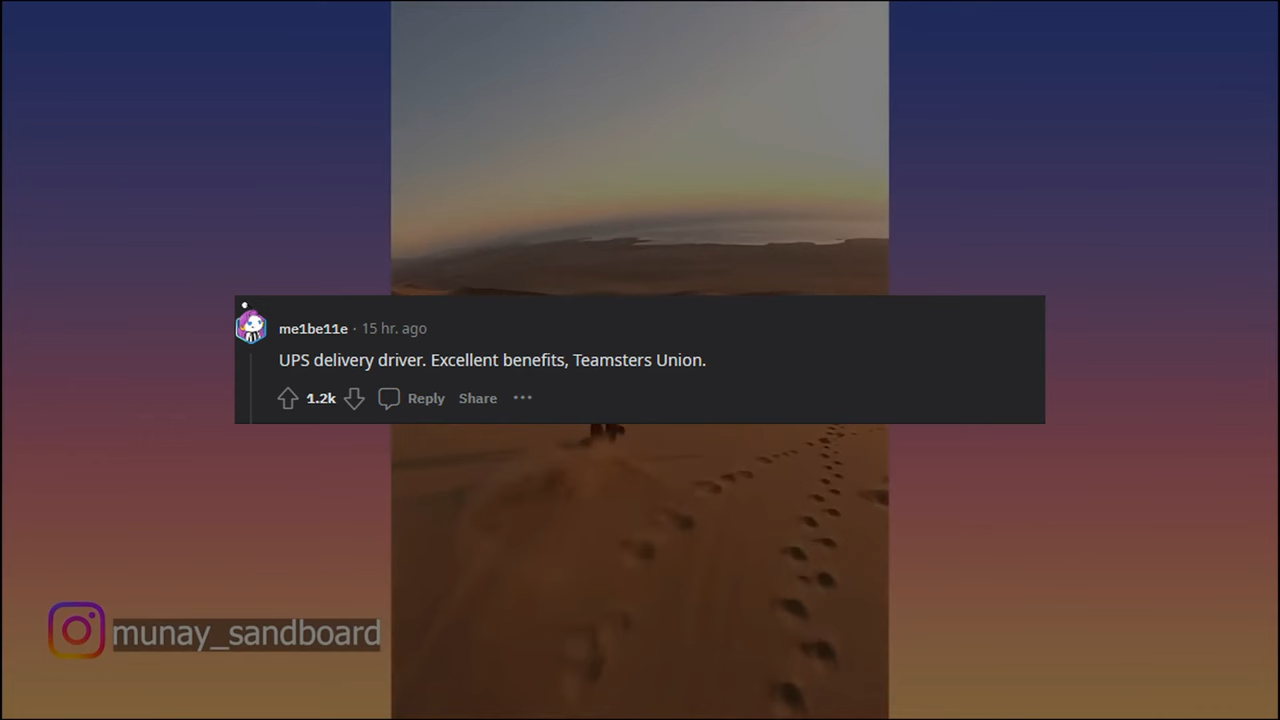 me1be11e · 15 hr. ago
UPS delivery driver. Excellent benefits, Teamsters Union.
1.2k Reply Share ···
munay_sandboard